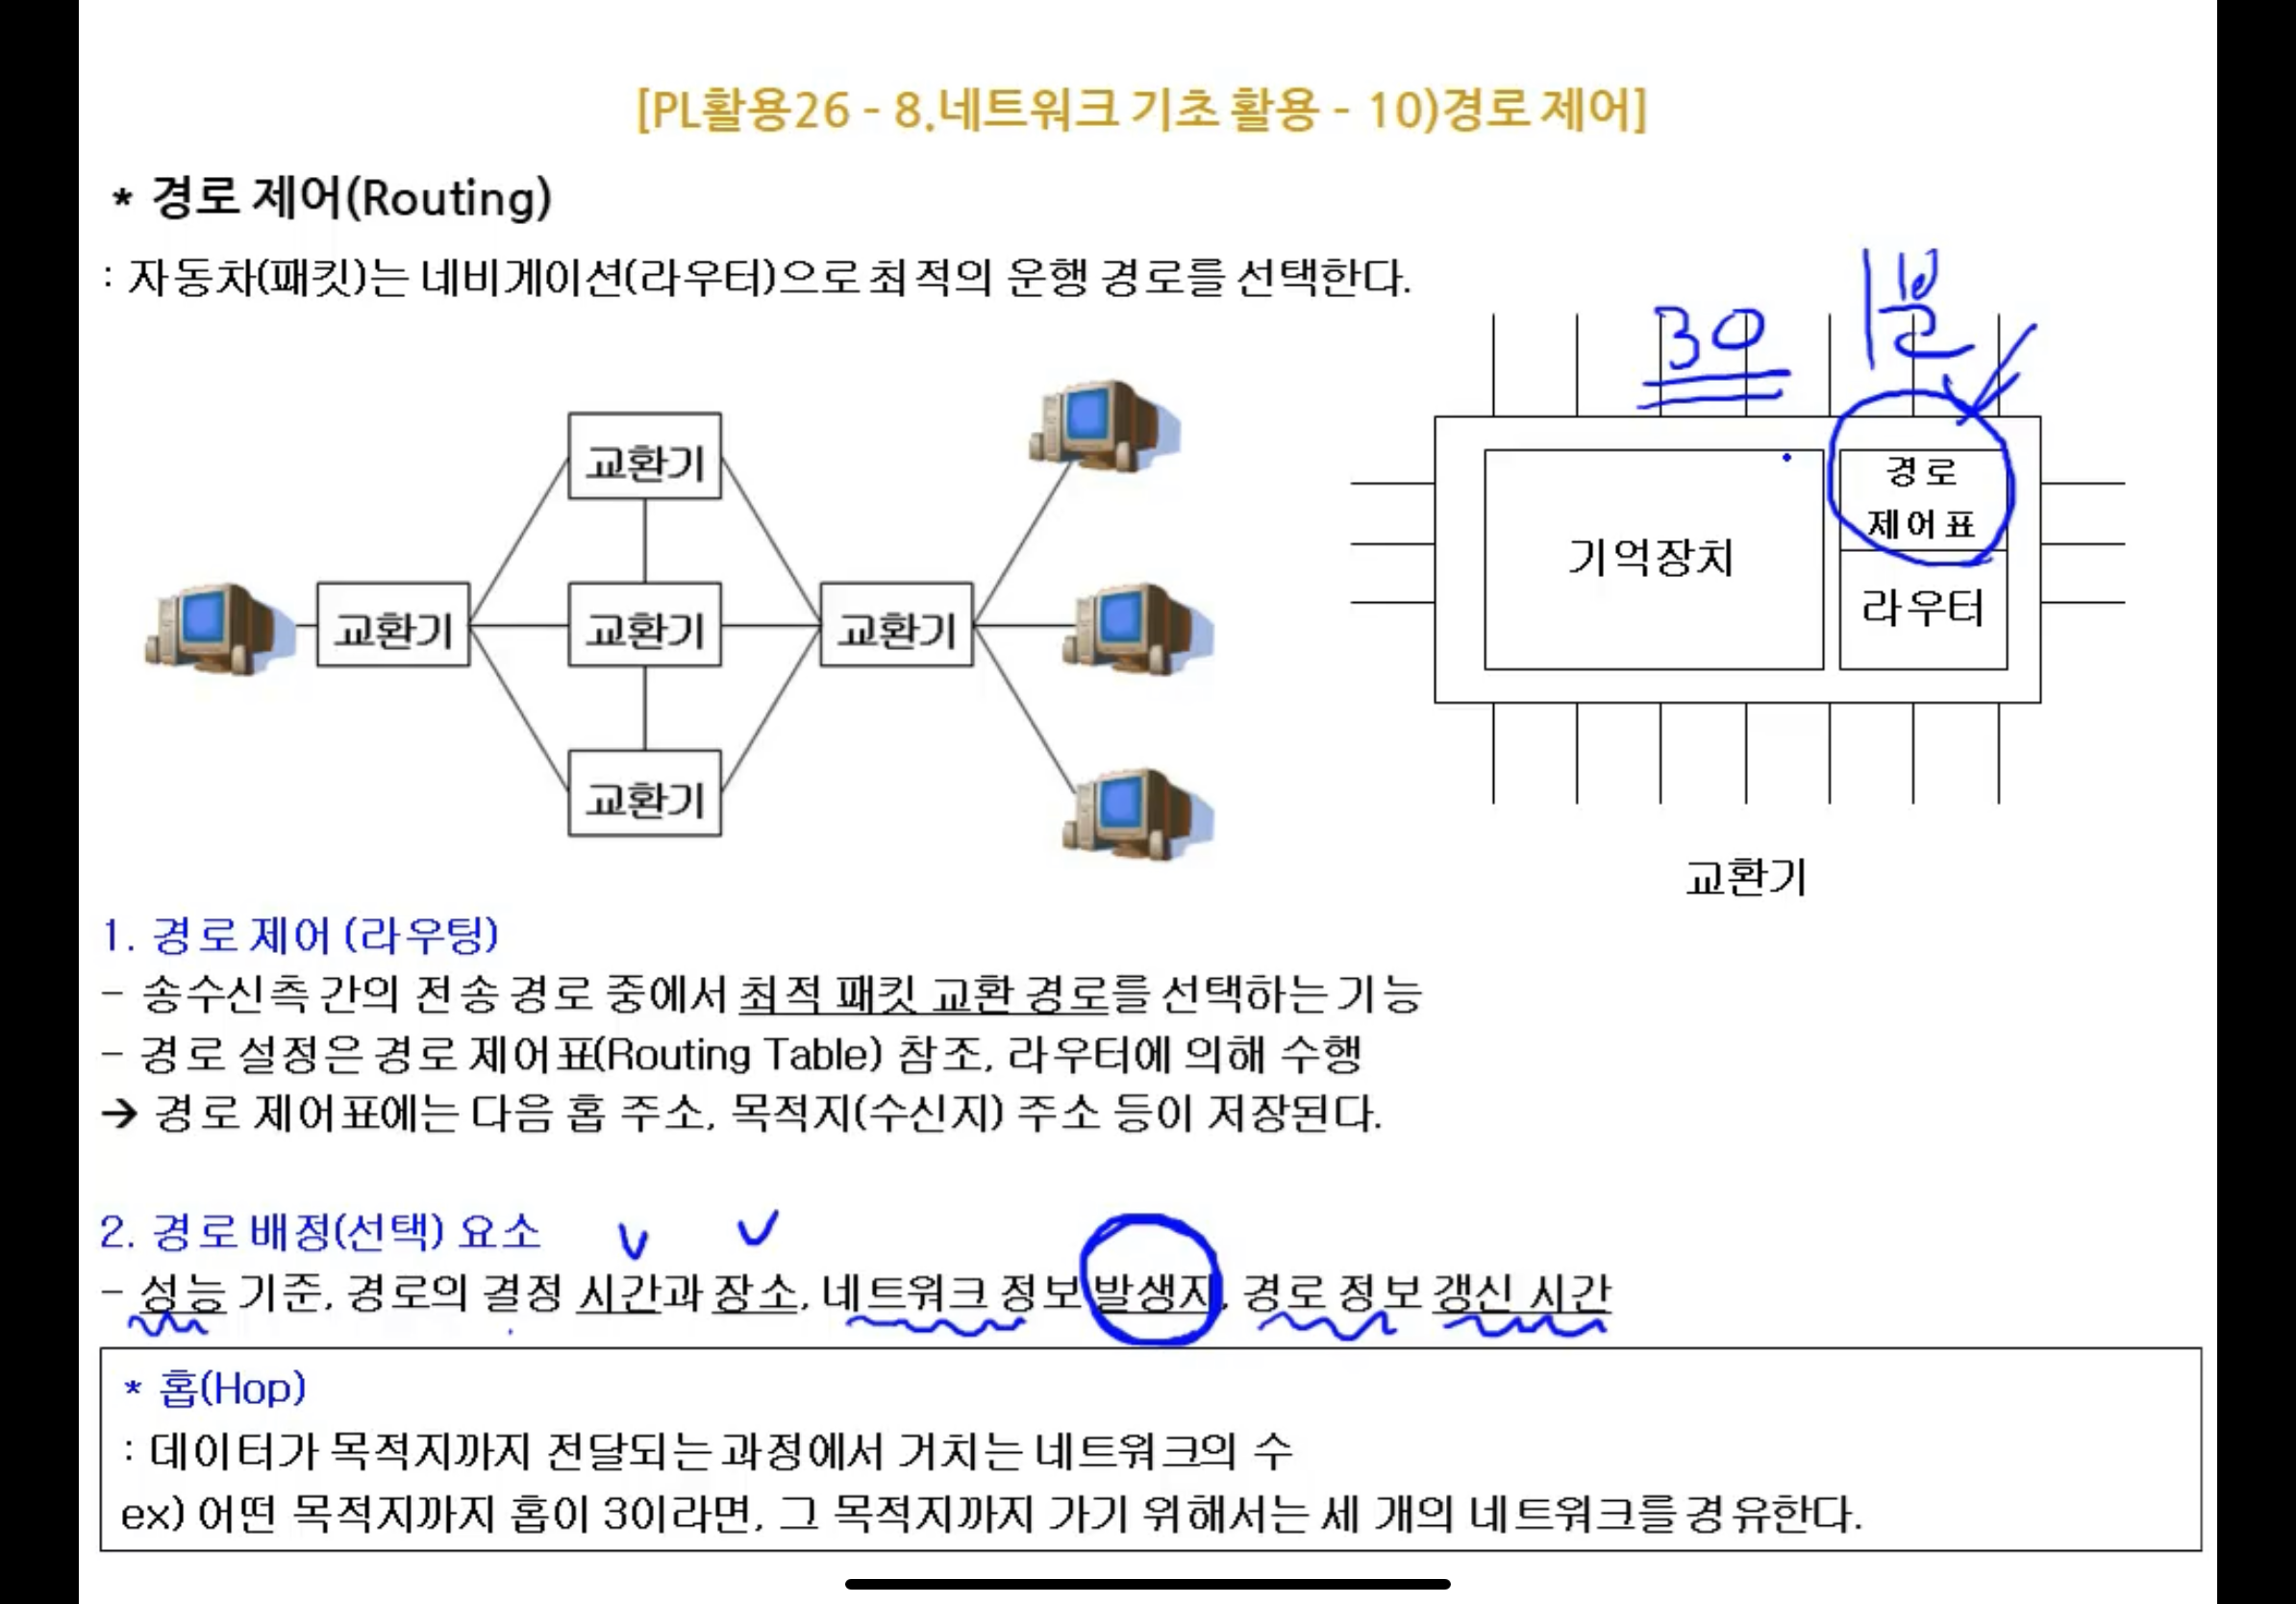 [PL활용26 - 8.네트워크 기초 활용 - 10)경로 제어]
* 경로 제어(Routing)
: 자동차(패킷)는 네비게이션(라우터)으로 최적의 운행 경로를 선택한다.
30
교환기
교환기
교환기
교환기
교환기
기억장치
경로
제어표
라우터
교환기
1. 경로 제어 (라우팅)
- 송수신측 간의 전송 경로 중에서 최적 패킷 교환 경로를 선택하는 기능
- 경로 설정은 경로 제어표(Routing Table) 참조, 라우터에 의해 수행
→ 경로 제어표에는 다음 홉 주소, 목적지(수신지) 주소 등이 저장된다.
2. 경로 배정(선택) 요소
- 성능 기준, 경로의 결정 시간과 장소, 네트워크 정보 발생지, 경로 정보 갱신 시간
* 홉(Hop)
: 데이터가 목적지까지 전달되는 과정에서 거치는 네트워크의 수
ex) 어떤 목적지까지 홉이 3이라면, 그 목적지까지 가기 위해서는 세 개의 네트워크를 경유한다.